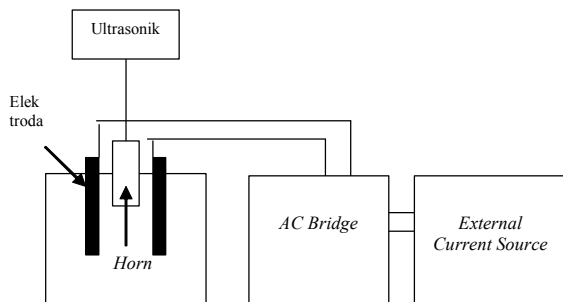 Ultrasonik
Elek
troda
AC Bridge
External
Current Source
Horn